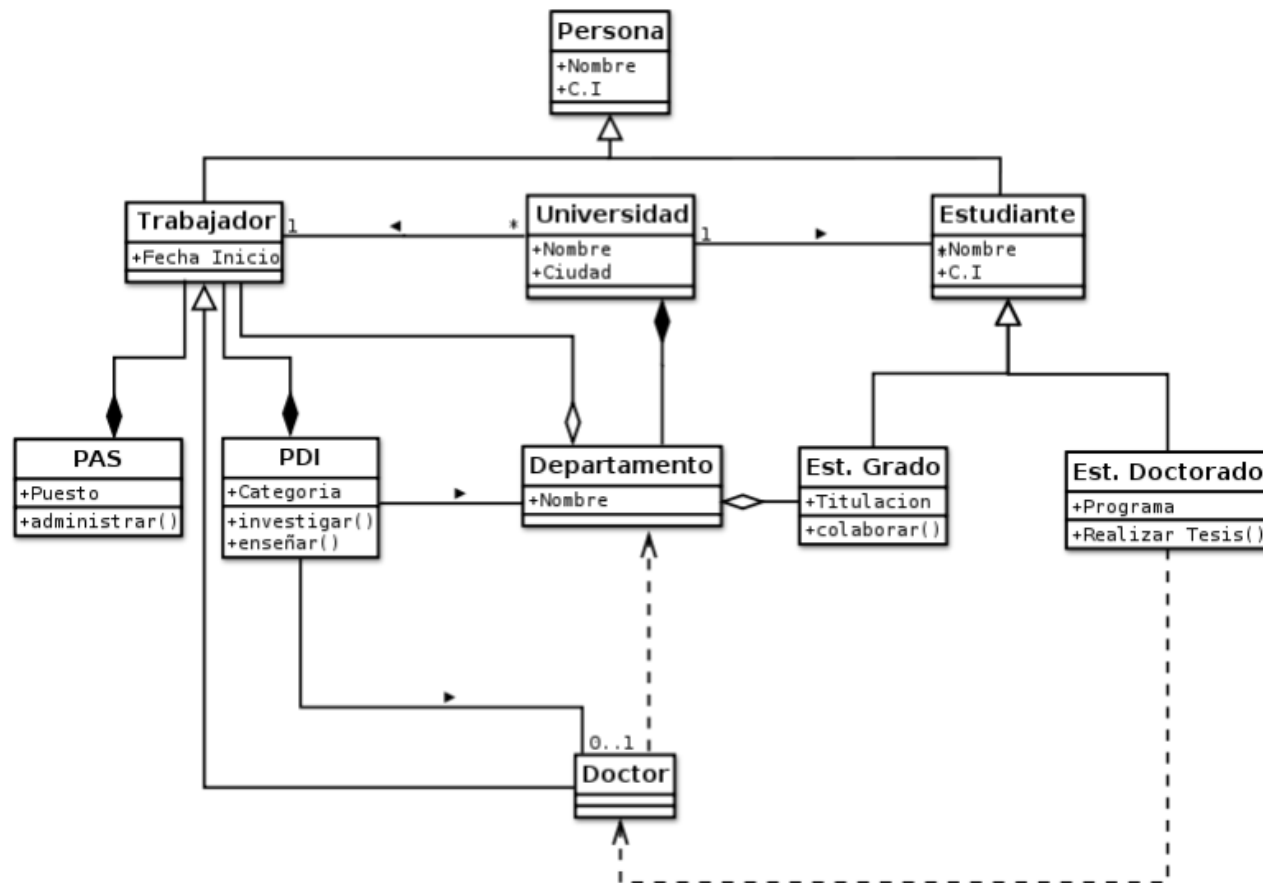 Persona
+Nombre
+C.I
Trabajador
+Fecha Inicio
1
*
Universidad
+Nombre
+Ciudad
1
*
Estudiante
+Nombre
+C.I
PAS
+Puesto
+administrar()
PDI
+Categoria
+investigar()
+enseñar()
Departamento
+Nombre
Est. Grado
+Titulacion
+colaborar()
Est. Doctorado
+Programa
+Realizar Tesis()
0..1
Doctor